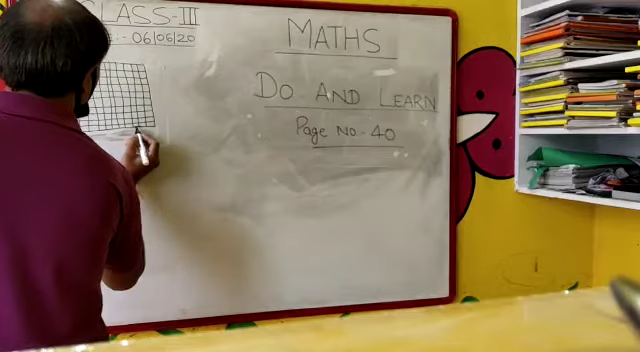 CLASS-III
:- 06/06/20
MATHS
DO AND LEARN
Page No.-40